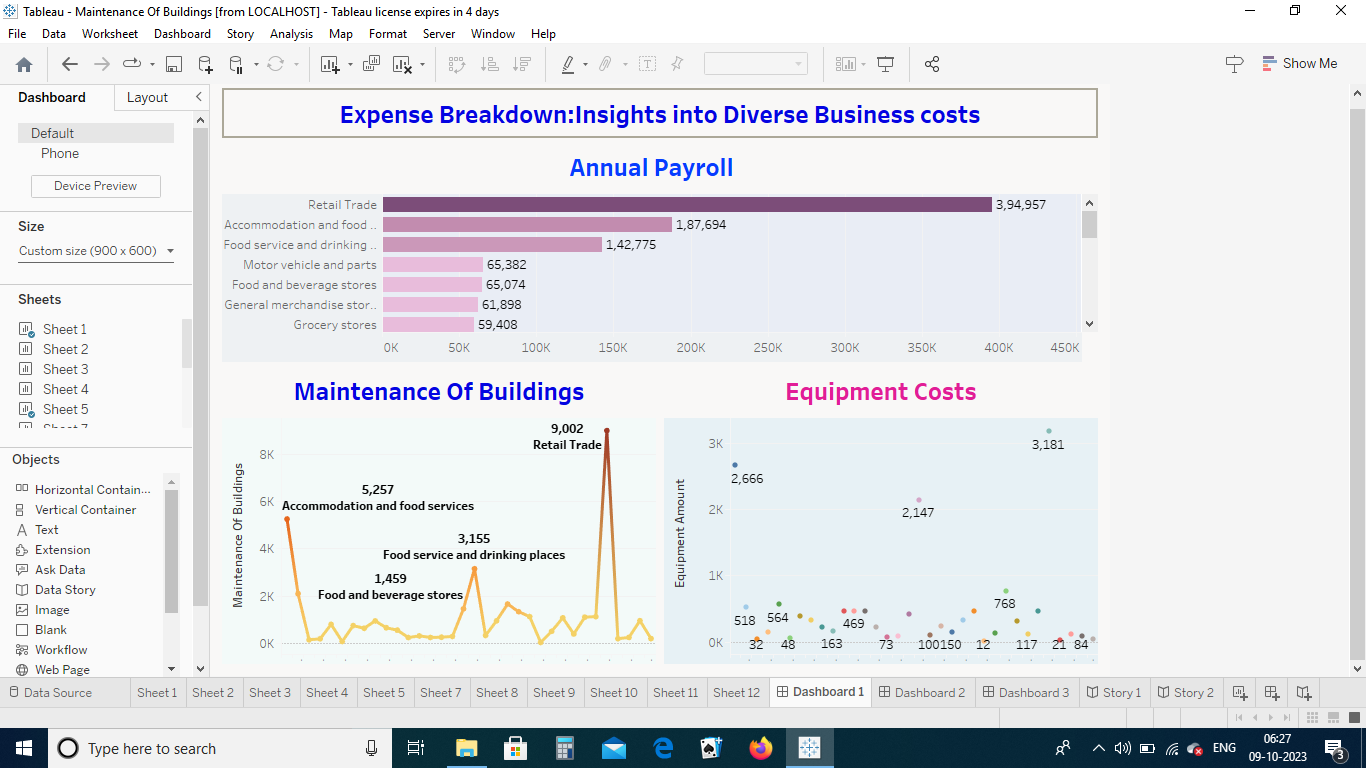 Tableau - Maintenance Of Buildings [from LOCALHOST] - Tableau license expires in 4 days
File Data Worksheet Dashboard Story Analysis Map Format Server Window Help
Show Me
Dashboard Layout
Default
Phone
Device Preview
Size
Custom size (900 x 600)
Sheets
Sheet 1
Sheet 2
Sheet 3
Sheet 4
Sheet 5
Objects
Horizontal Contain...
Vertical Container
Text
Extension
Ask Data
Data Story
Image
Blank
Workflow
Web Page
Expense Breakdown:Insights into Diverse Business costs
Annual Payroll
Retail Trade 3,94,957
Accommodation and food .. 1,87,694
Food service and drinking .. 1,42,775
Motor vehicle and parts 65,382
Food and beverage stores 65,074
General merchandise stor.. 61,898
Grocery stores 59,408
0K 50K 100K 150K 200K 250K 300K 350K 400K 450K
Maintenance Of Buildings
Maintenance Of Buildings
8K
6K
4K
2K
0K
9,002
Retail Trade
5,257
Accommodation and food services
3,155
Food service and drinking places
1,459
Food and beverage stores
Equipment Costs
Equipment Amount
3K
2K
1K
0K
3,181
2,666
2,147
768
518 564 469
32 48 163 73 100 150 12 117 21 84
Data Source Sheet 1 Sheet 2 Sheet 3 Sheet 4 Sheet 5 Sheet 7 Sheet 8 Sheet 9 Sheet 10 Sheet 11 Sheet 12 Dashboard 1 Dashboard 2 Dashboard 3 Story 1 Story 2
Type here to search
ENG
06:27
09-10-2023
3